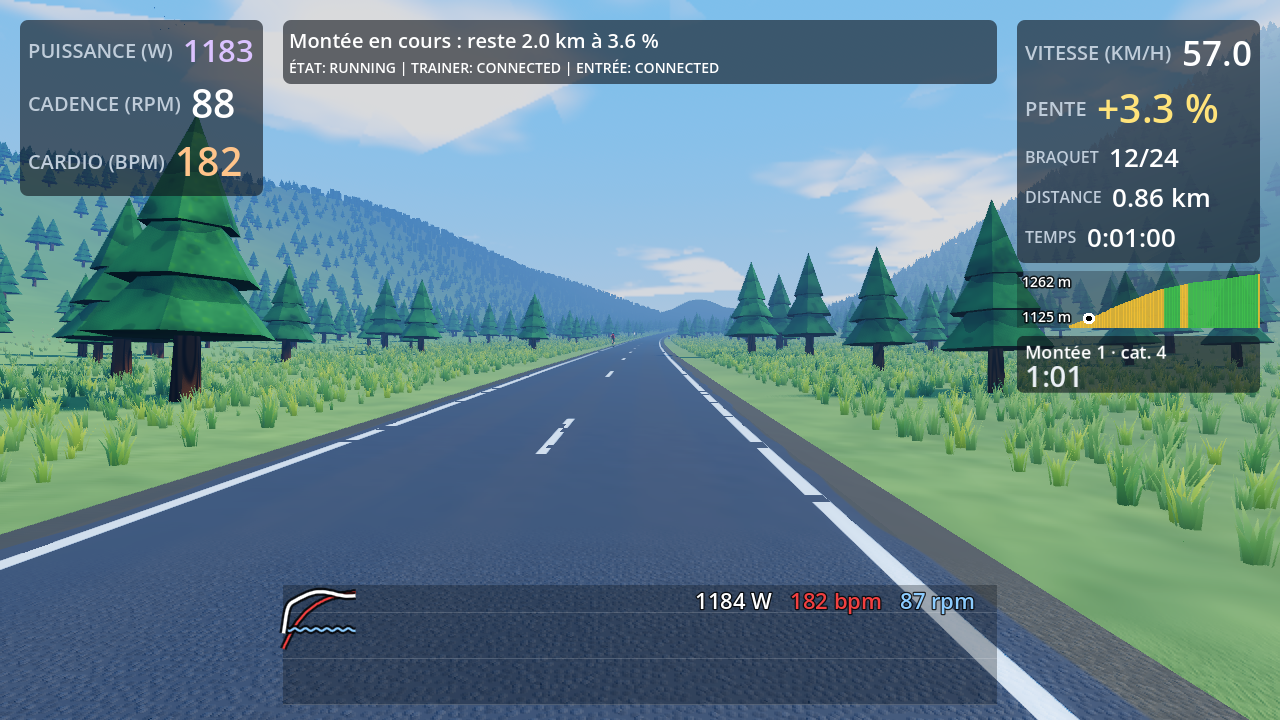 PUISSANCE (W) 1183
CADENCE (RPM) 88
CARDIO (BPM) 182
Montée en cours : reste 2.0 km à 3.6 %
ÉTAT: RUNNING | TRAINER: CONNECTED | ENTRÉE: CONNECTED
VITESSE (KM/H) 57.0
PENTE +3.3 %
BRAQUET 12/24
DISTANCE 0.86 km
TEMPS 0:01:00
1262 m
1125 m
Montée 1 · cat. 4
1:01
1184 W 182 bpm 87 rpm